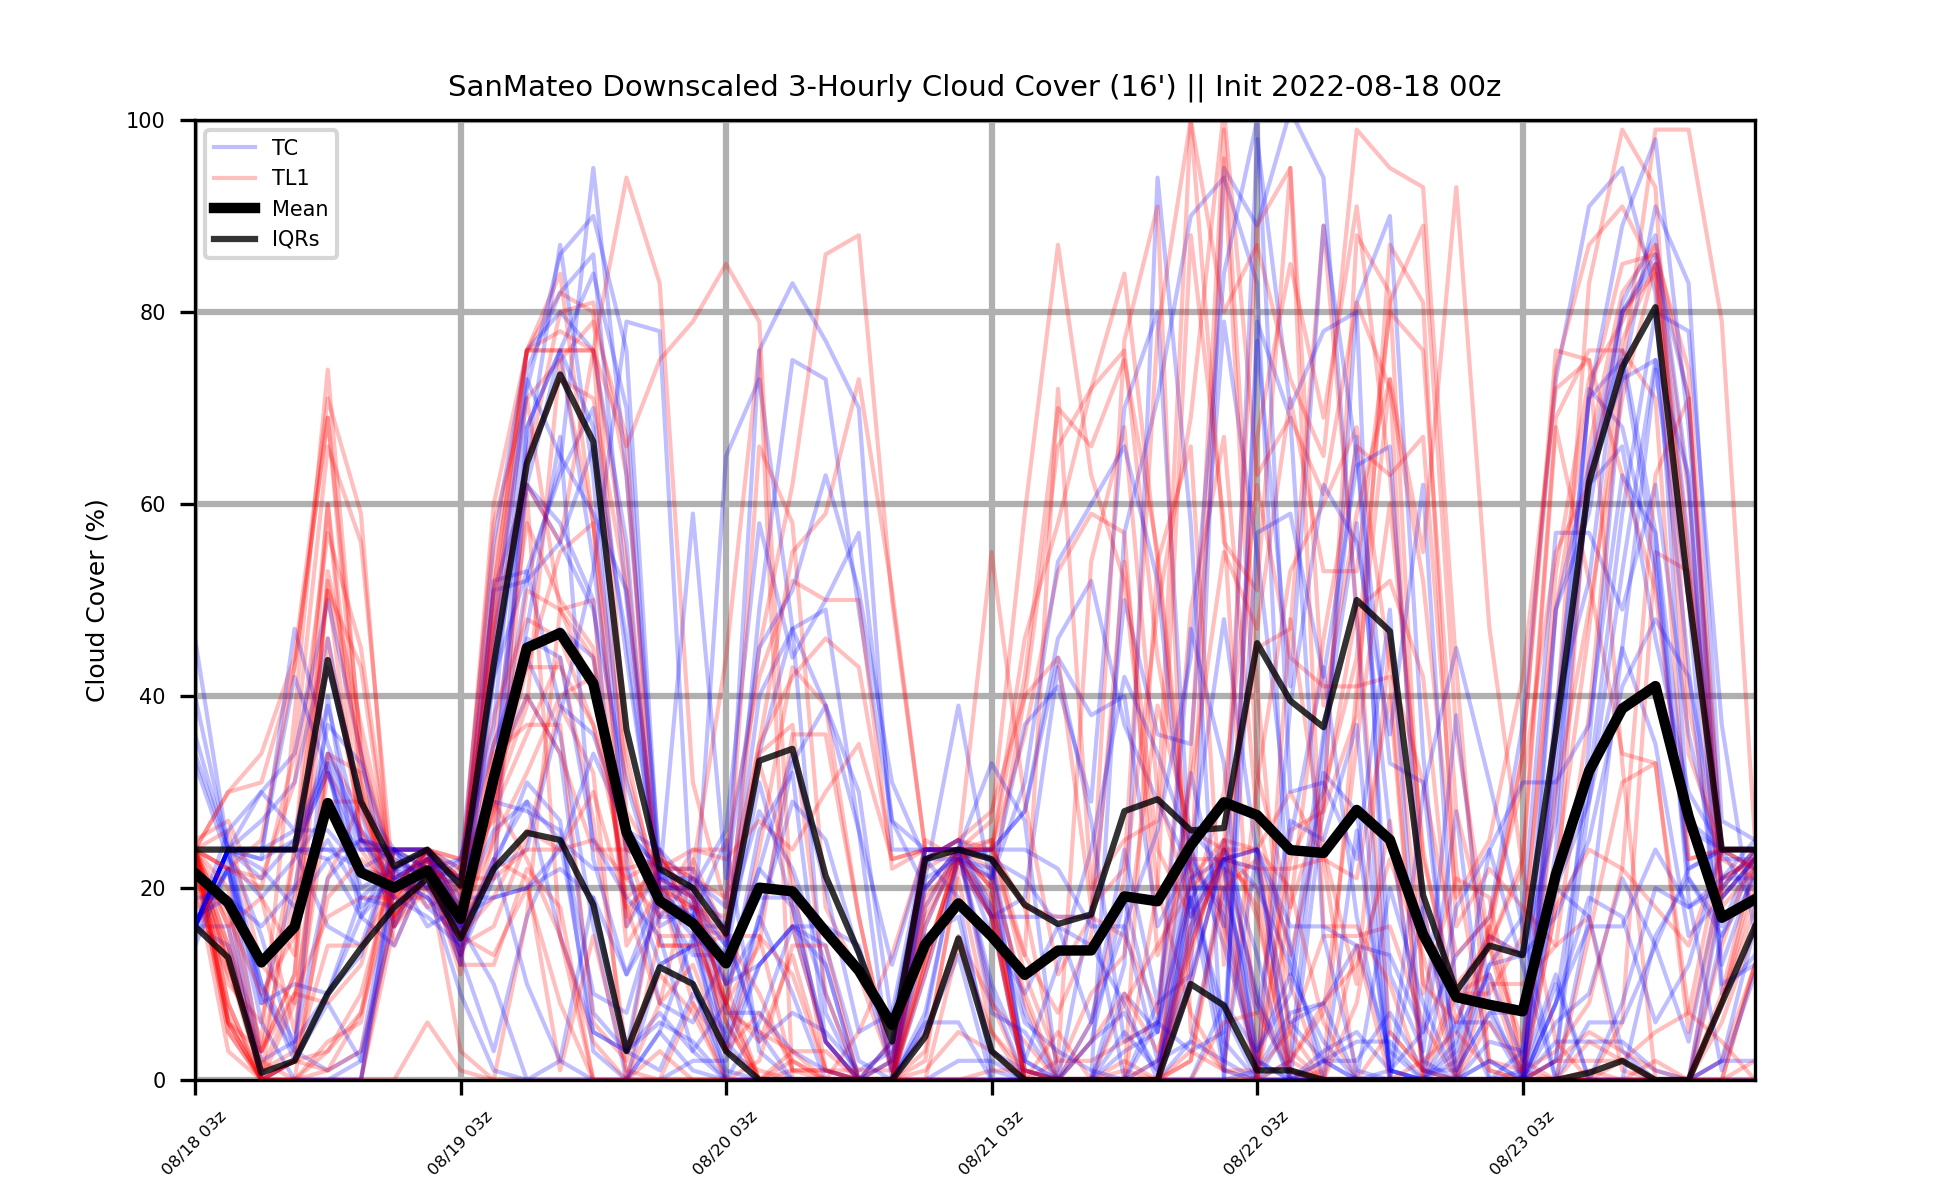 SanMateo Downscaled 3-Hourly Cloud Cover (16') || Init 2022-08-18 00z
100
80
60
40
20
0
Cloud Cover (%)
TC
TL1
Mean
IQRs
08/18 03z
08/19 03z
08/20 03z
08/21 03z
08/22 03z
08/23 03z